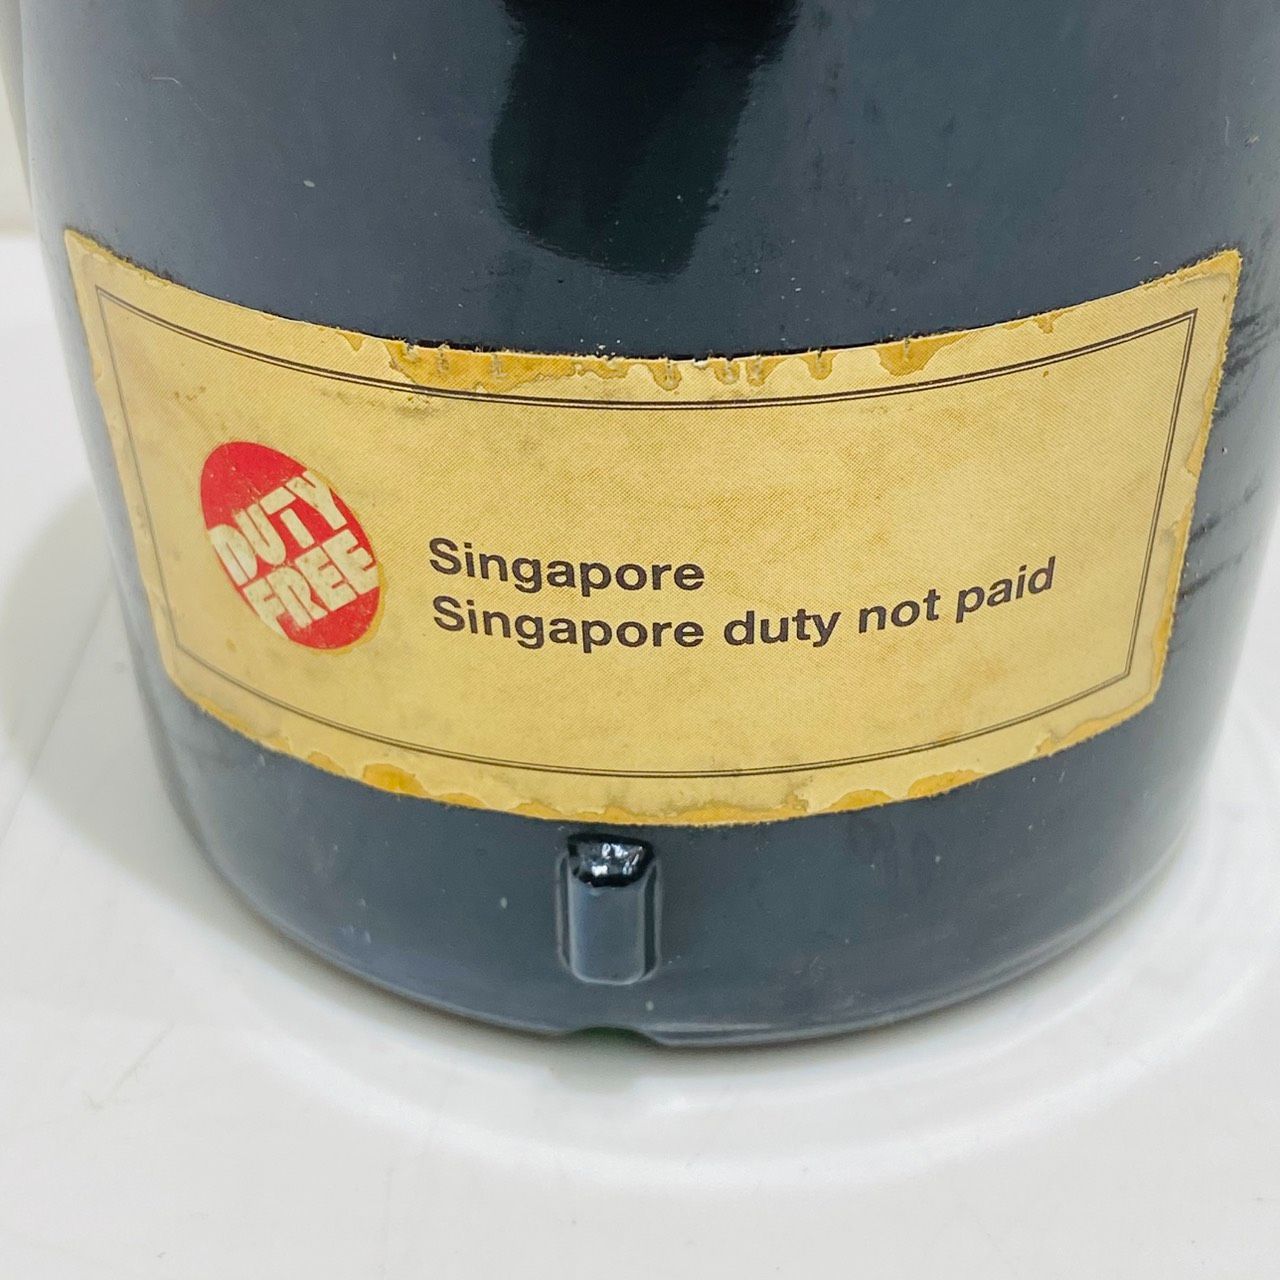 DUTY
FREE
Singapore
Singapore duty not paid